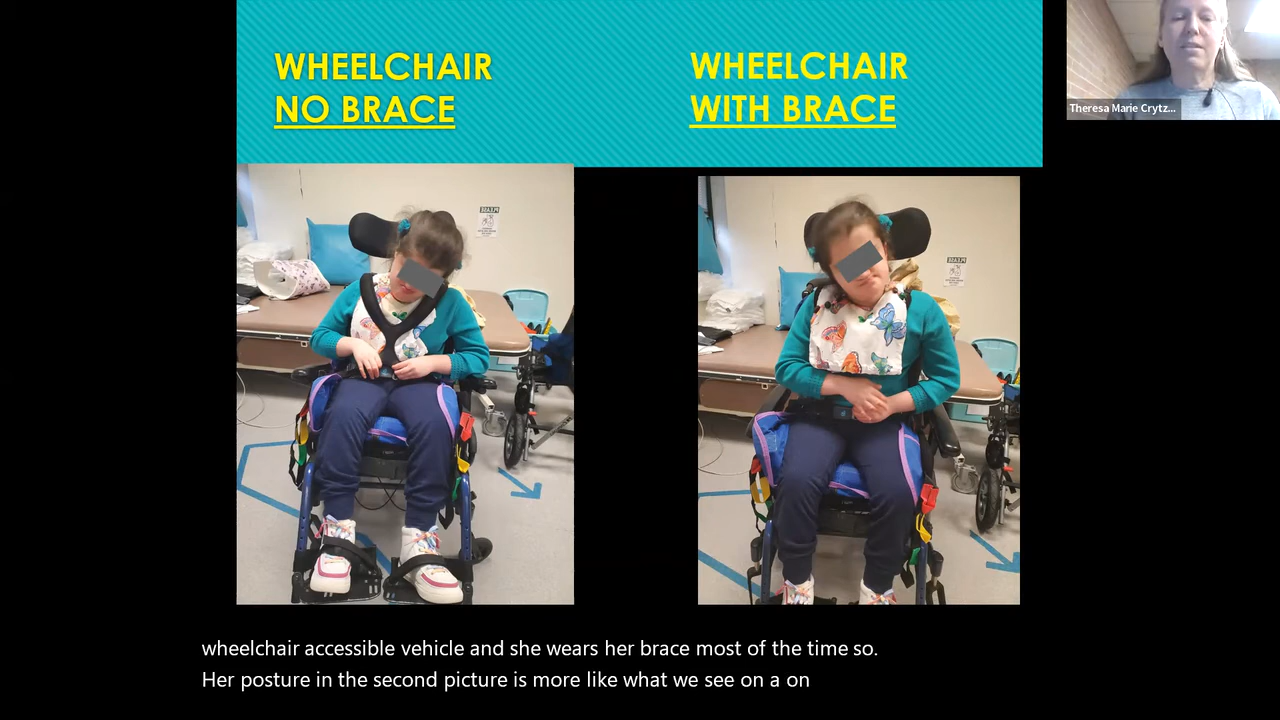 WHEELCHAIR
NO BRACE
WHEELCHAIR
WITH BRACE
Theresa Marie Crytz...
wheelchair accessible vehicle and she wears her brace most of the time so.
Her posture in the second picture is more like what we see on a on